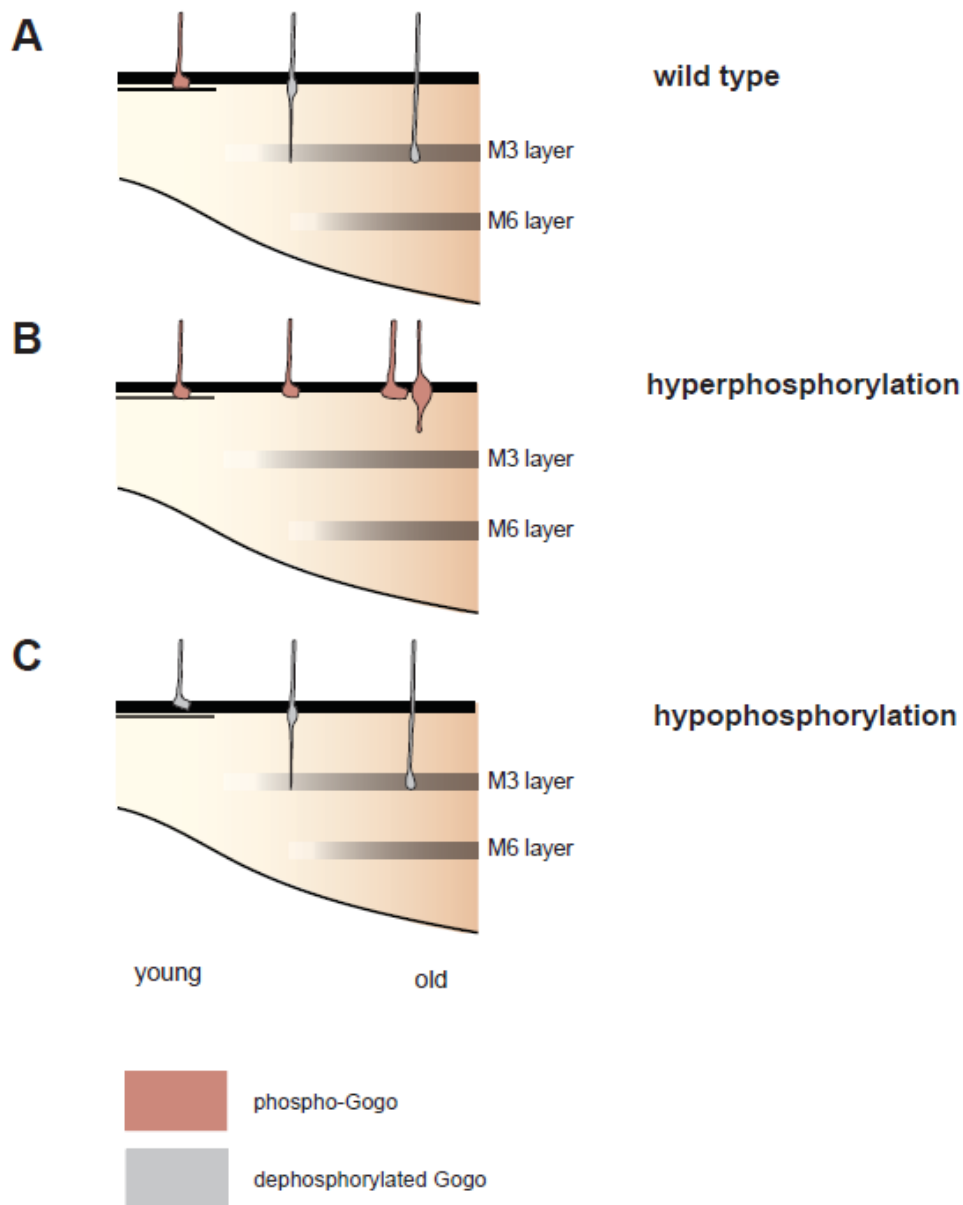 A
wild type
M3 layer
M6 layer
B
hyperphosphorylation
M3 layer
M6 layer
C
hypophosphorylation
M3 layer
M6 layer
young
old
phospho-Gogo
dephosphorylated Gogo